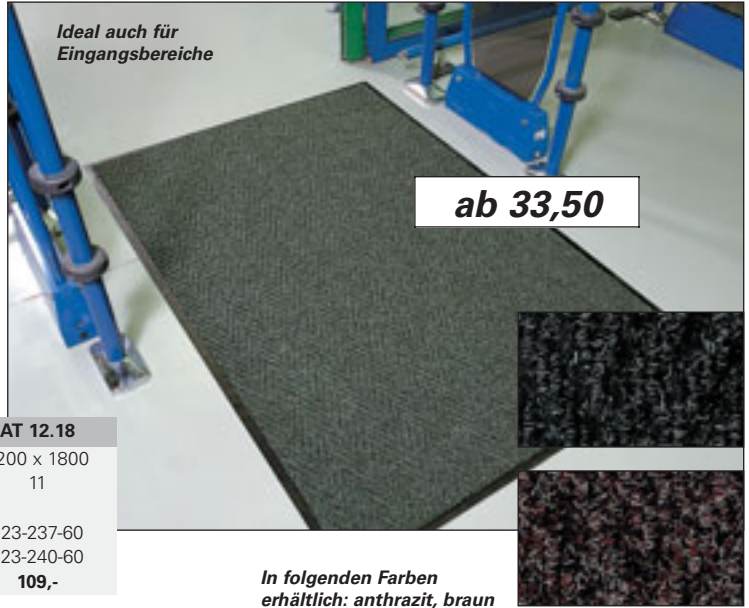 Ideal auch für
Eingangsbereiche
ab 33,50
AT 12.18
200 x 1800
11
23-237-60
23-240-60
109,-
In folgenden Farben
erhältlich: anthrazit, braun